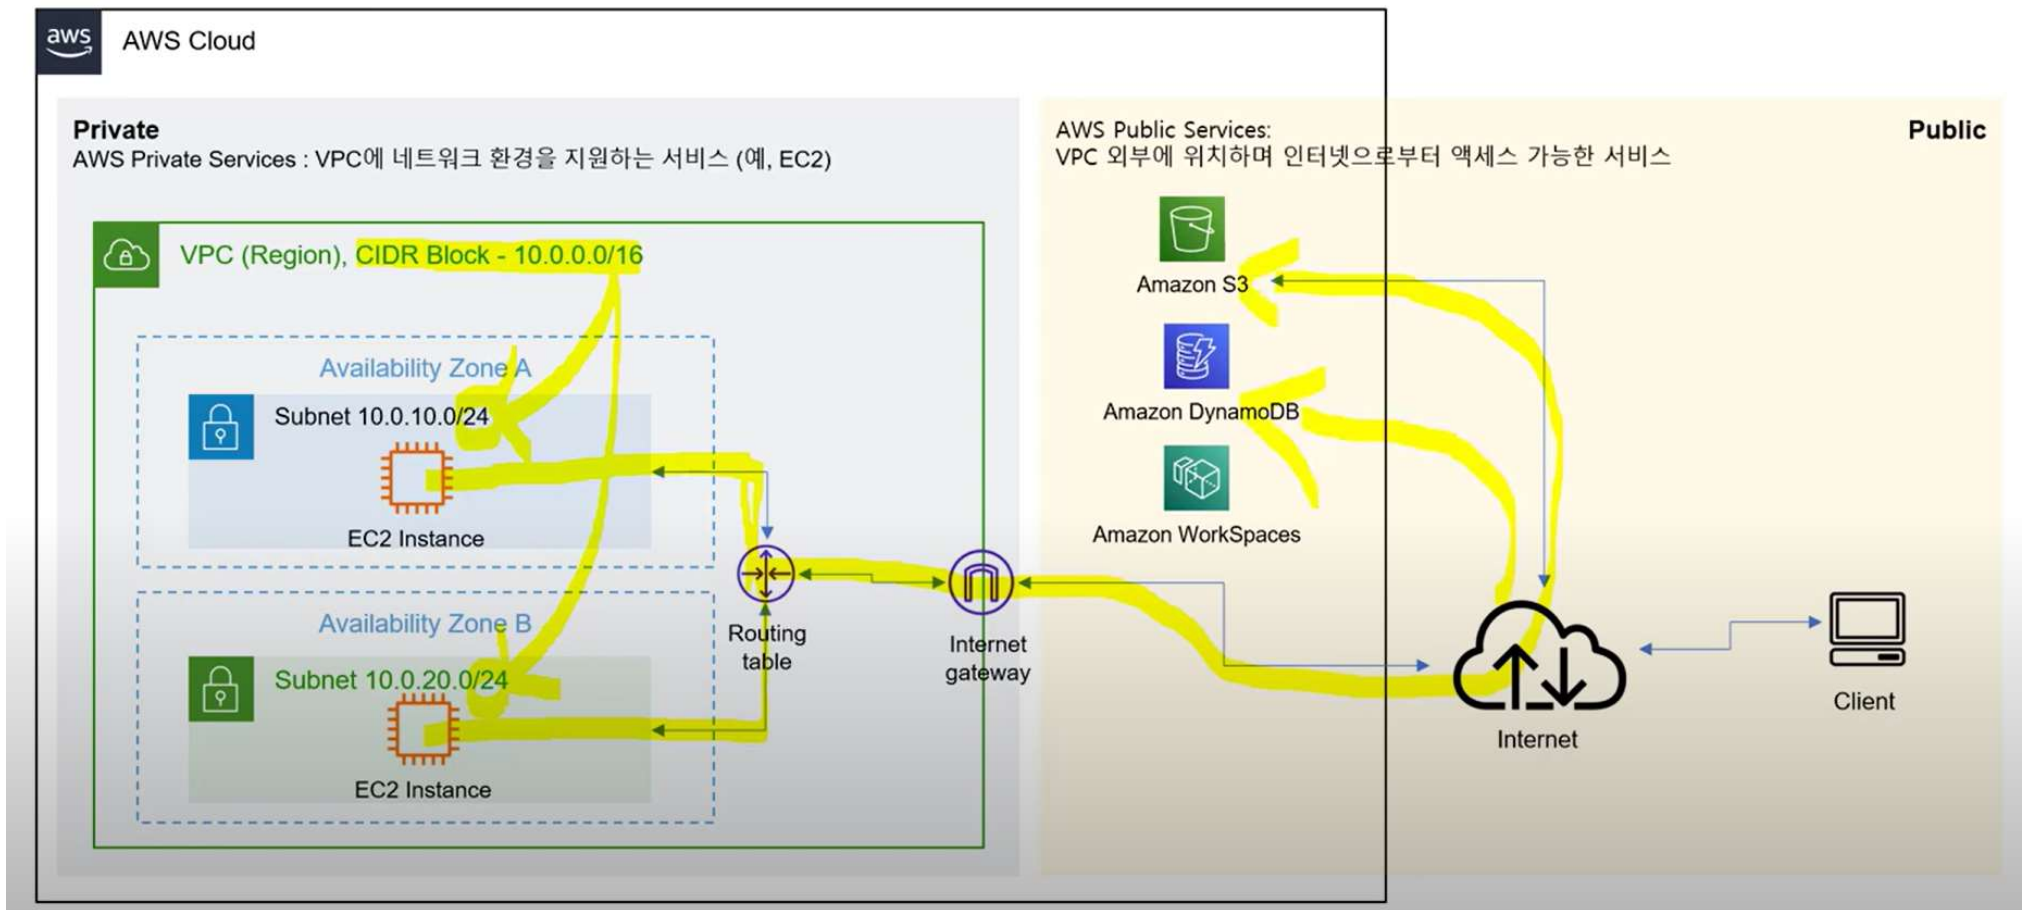 aws
AWS Cloud
Private
AWS Private Services : VPC에 네트워크 환경을 지원하는 서비스 (예, EC2)
VPC (Region), CIDR Block - 10.0.0.0/16
Availability Zone A
Subnet 10.0.10.0/24
EC2 Instance
Availability Zone B
Subnet 10.0.20.0/24
EC2 Instance
Routing
table
Internet
gateway
AWS Public Services:
Public
VPC 외부에 위치하며 인터넷으로부터 액세스 가능한 서비스
Amazon S3
Amazon DynamoDB
Amazon WorkSpaces
Internet
Client